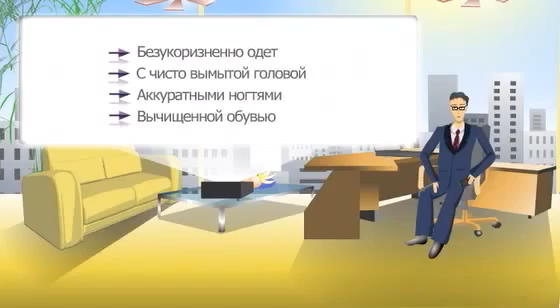 Безукоризненно одет
С чисто вымытой головой
Аккуратными ногтями
Вычищенной обувью